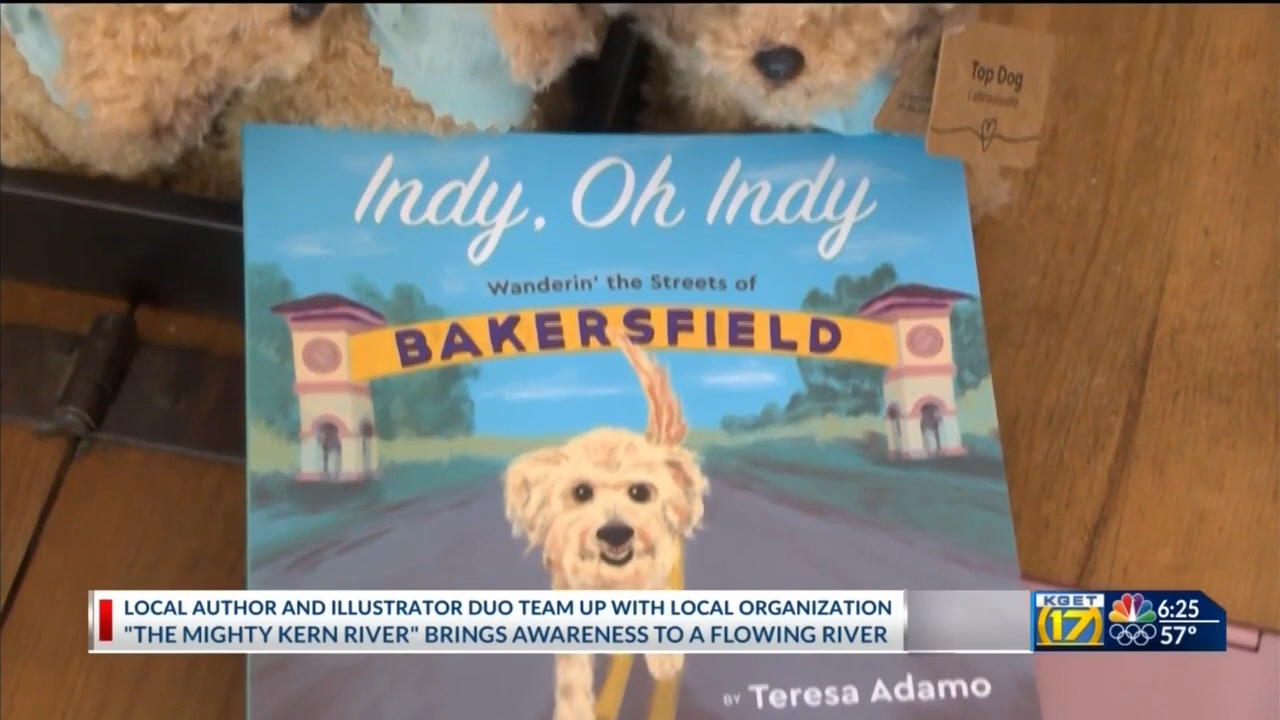 Top Dog
Indy, Oh Indy
Wanderin' the Streets of
BAKERSFIELD
LOCAL AUTHOR AND ILLUSTRATOR DUO TEAM UP WITH LOCAL ORGANIZATION
"THE MIGHTY KERN RIVER" BRINGS AWARENESS TO A FLOWING RIVER
KGET
17
6:25
57°
BY Teresa Adamo